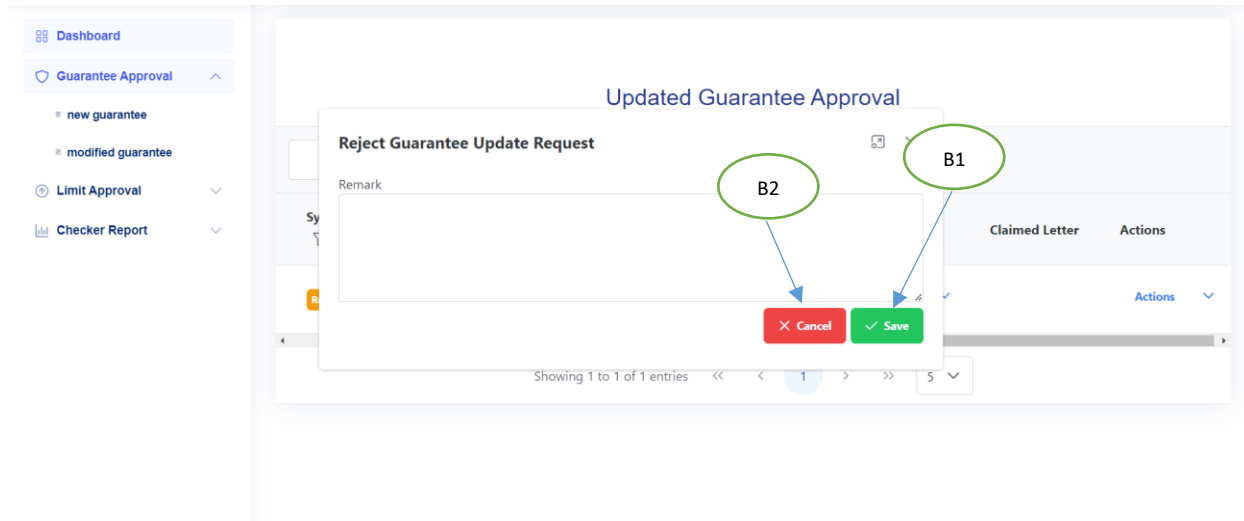 Dashboard
Guarantee Approval
new guarantee
modified guarantee
Limit Approval
Checker Report
Updated Guarantee Approval
Reject Guarantee Update Request
B1
B2
Remark
Sy
Claimed Letter Actions
Actions
Cancel Save
Showing 1 to 1 of 1 entries << < 1 > >> 5